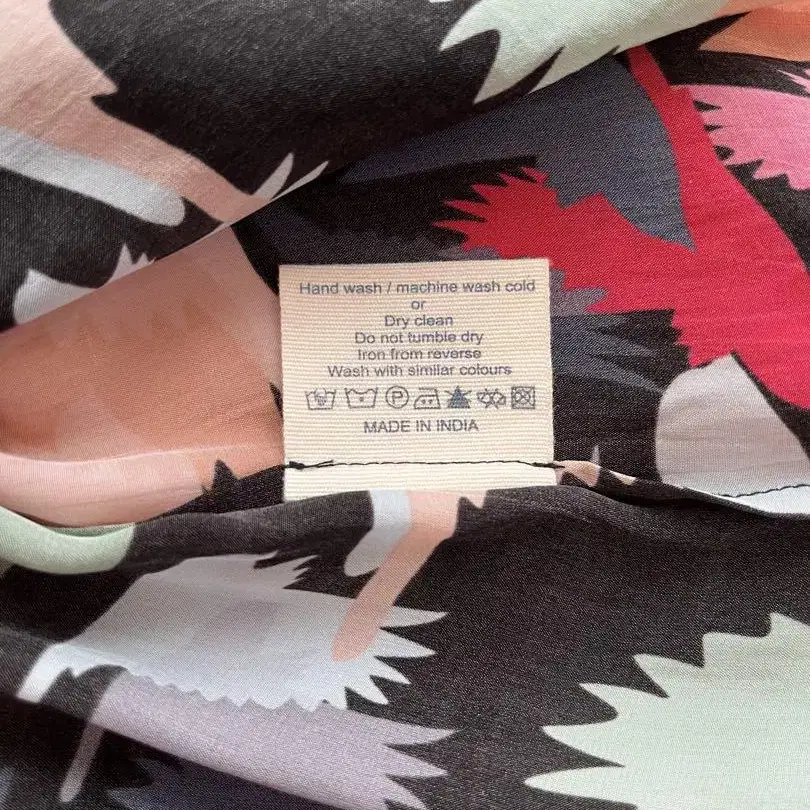 Hand wash / machine wash cold
or
Dry clean
Do not tumble dry
Iron from reverse
Wash with similar colours
P
MADE IN INDIA